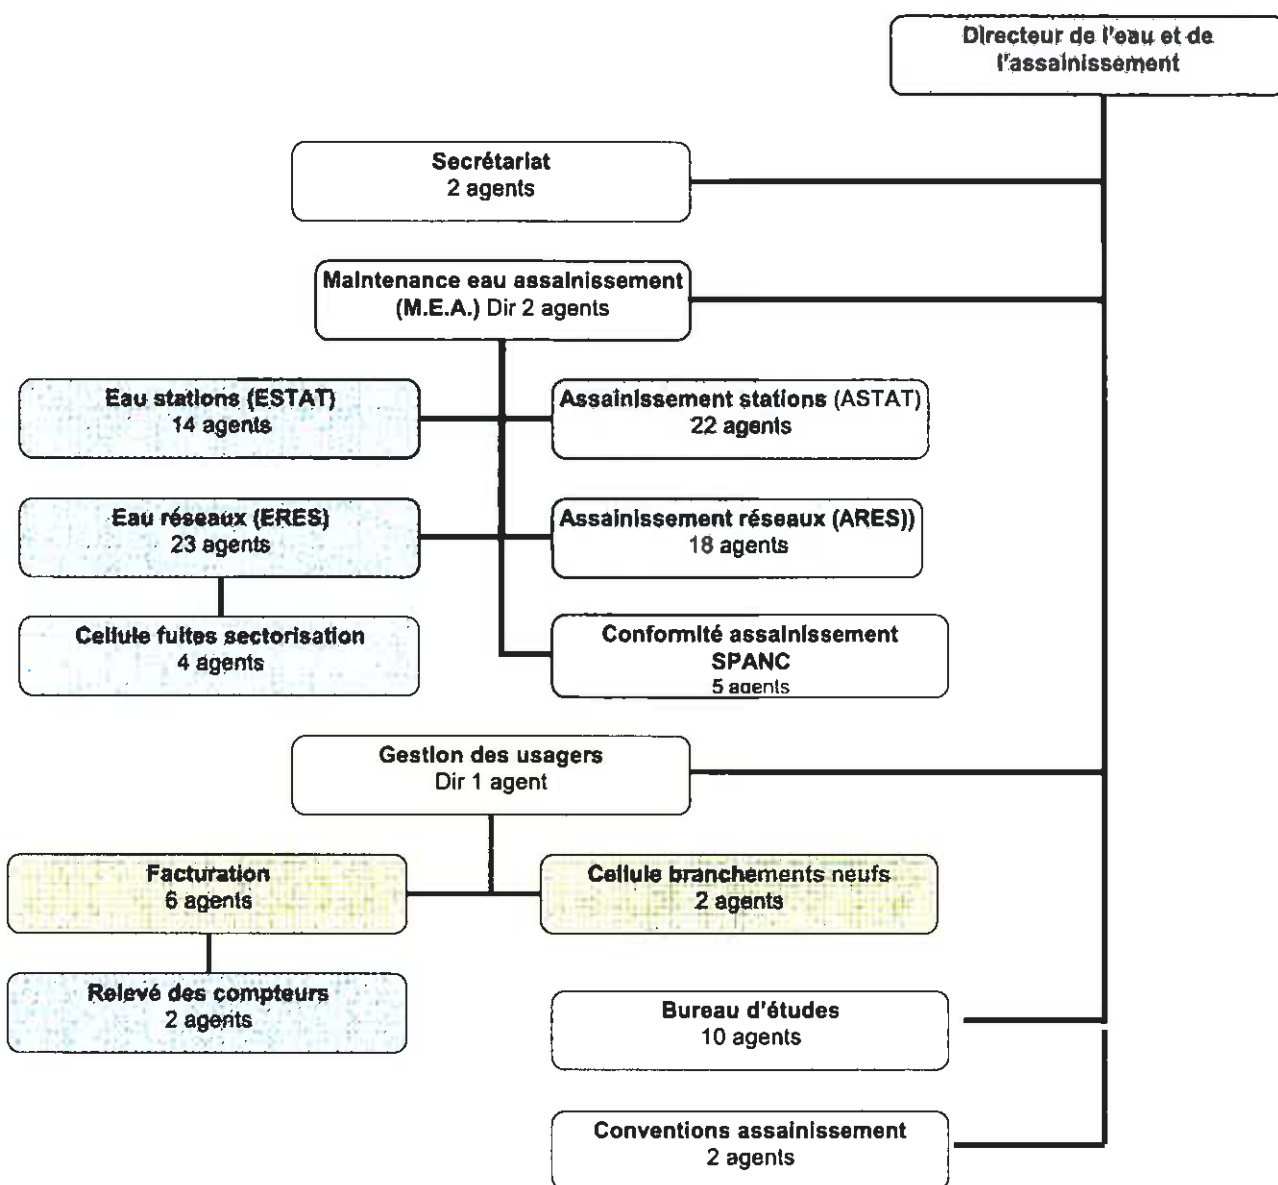 Directeur de l'eau et de
l'assainissement
Secrétariat
2 agents
Maintenance eau assainissement
(M.E.A.) Dir 2 agents
Eau stations (ESTAT)
14 agents
Assainissement stations (ASTAT)
22 agents
Eau réseaux (ERES)
23 agents
Assainissement réseaux (ARES))
18 agents
Cellule fuites sectorisation
4 agents
Conformité assainissement
SPANC
5 agents
Gestion des usagers
Dir 1 agent
Facturation
6 agents
Cellule branchements neufs
2 agents
Relevé des compteurs
2 agents
Bureau d'études
10 agents
Conventions assainissement
2 agents